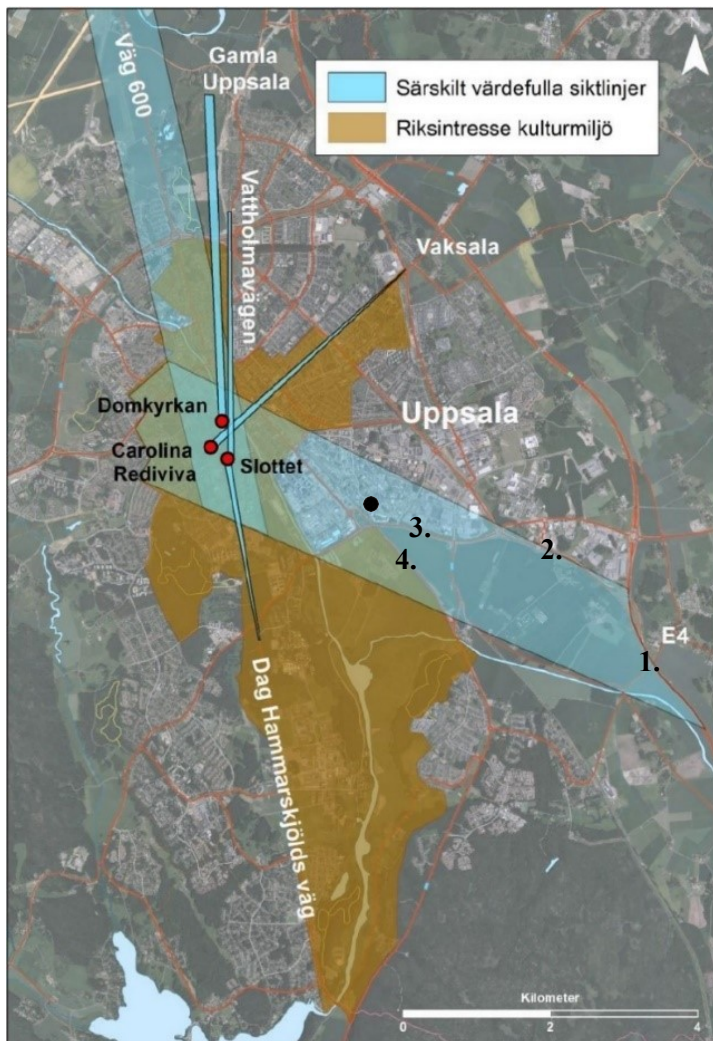 Väg 600
Gamla
Uppsala
N
Särskilt värdefulla siktlinjer
Riksintresse kulturmiljö
Vattholmavägen
Vaksala
Domkyrkan
Uppsala
Carolina
Rediviva
Slottet
3.
2.
4.
E4
1.
Dag Hammarskjölds väg
Kilometer
0 2 4